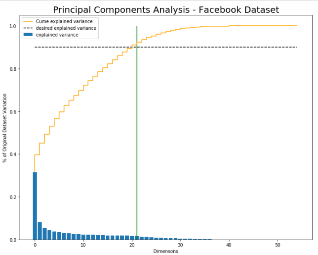 Principal Components Analysis - Facebook Dataset
Cume explained variance
desired explained variance
explained variance
% of Original Dataset Variation
1.0
0.8
0.6
0.4
0.2
0.0
0 10 20 30 40 50
Dimensions